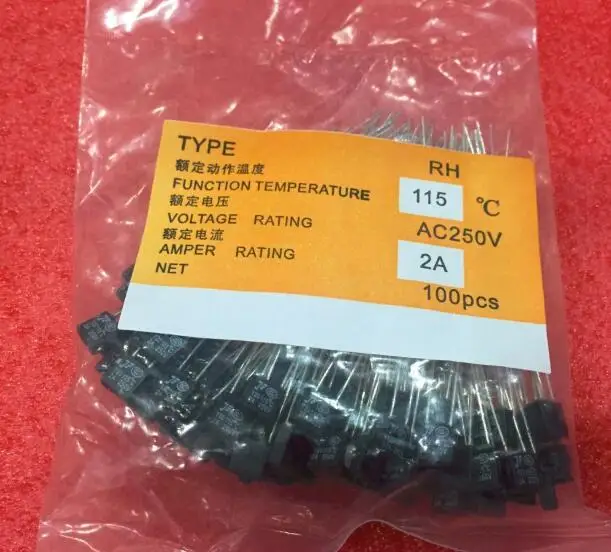 TYPE RH
额定动作温度
FUNCTION TEMPERATURE 115 ℃
额定电压
VOLTAGE RATING AC250V
额定电流
AMPER RATING 2A
NET 100pcs